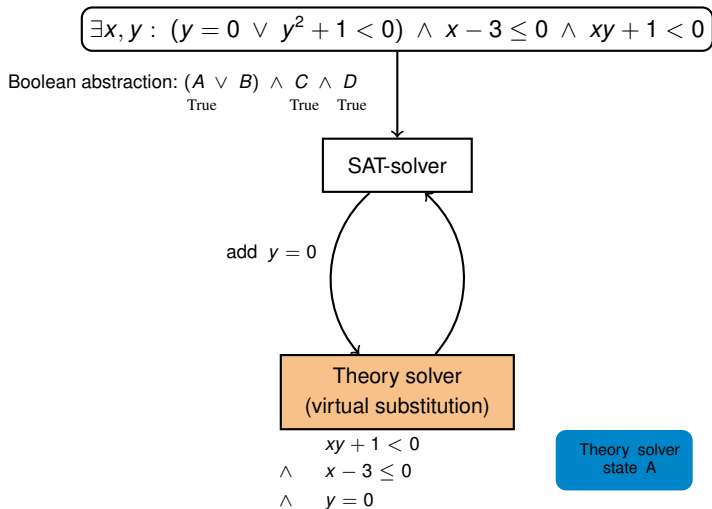 ∃x, y : (y = 0 ∨ y² + 1 < 0) ∧ x − 3 ≤ 0 ∧ xy + 1 < 0
Boolean abstraction: (A ∨ B) ∧ C ∧ D
True True True
SAT-solver
add y = 0
Theory solver
(virtual substitution)
xy + 1 < 0
∧ x − 3 ≤ 0
∧ y = 0
Theory solver
state A